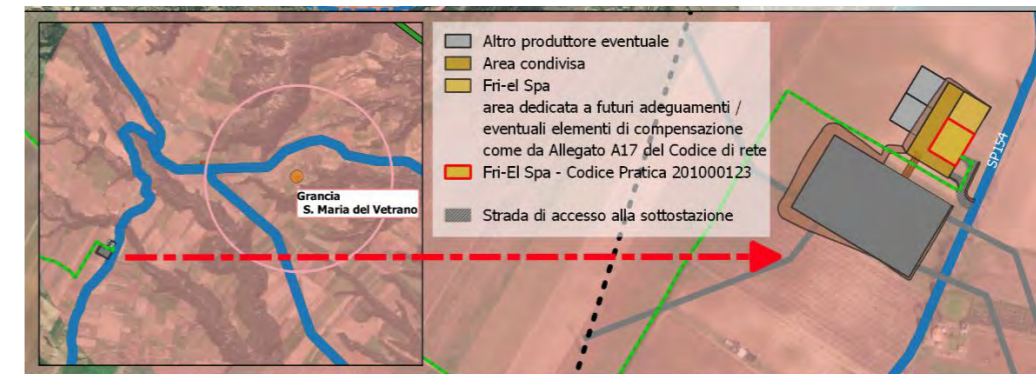 Grancia
S. Maria del Vetrano
Altro produttore eventuale
Area condivisa
Fri-el Spa
area dedicata a futuri adeguamenti /
eventuali elementi di compensazione
come da Allegato A17 del Codice di rete
Fri-El Spa - Codice Pratica 201000123
Strada di accesso alla sottostazione
SP154